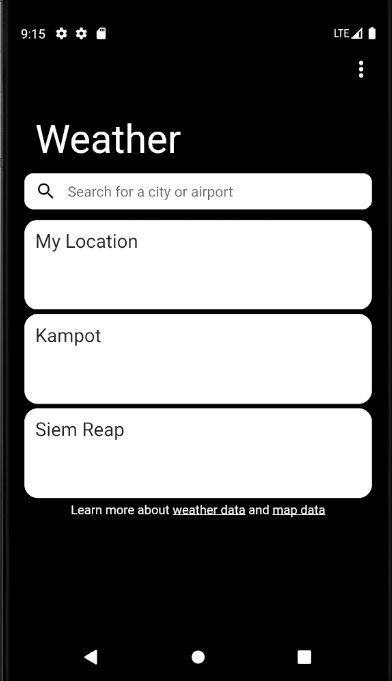 9:15 LTE
Weather
Search for a city or airport
My Location
Kampot
Siem Reap
Learn more about weather data and map data